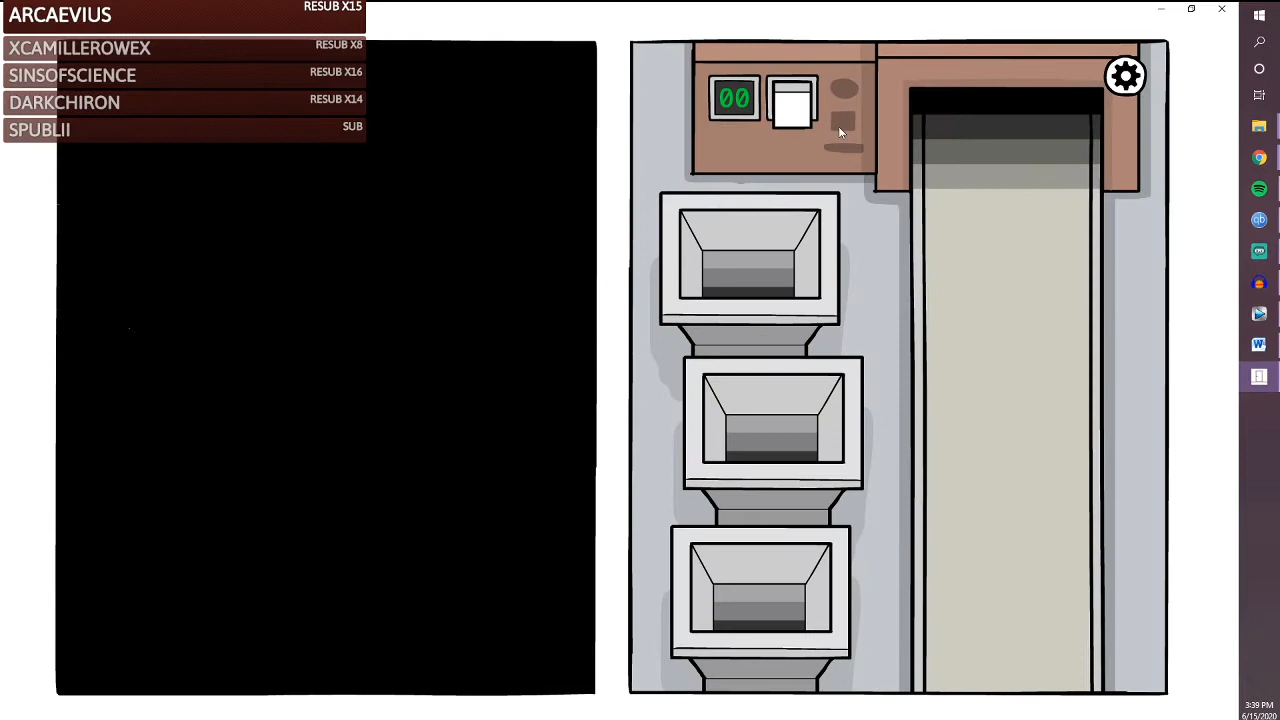 ARCAEVIUS RESUB X15
XCAMILLEROWEX RESUB X8
SINSOFSCIENCE RESUB X16
DARKCHIRON RESUB X14
SPUBLII SUB
00
qb
W
3:39 PM
6/15/2020